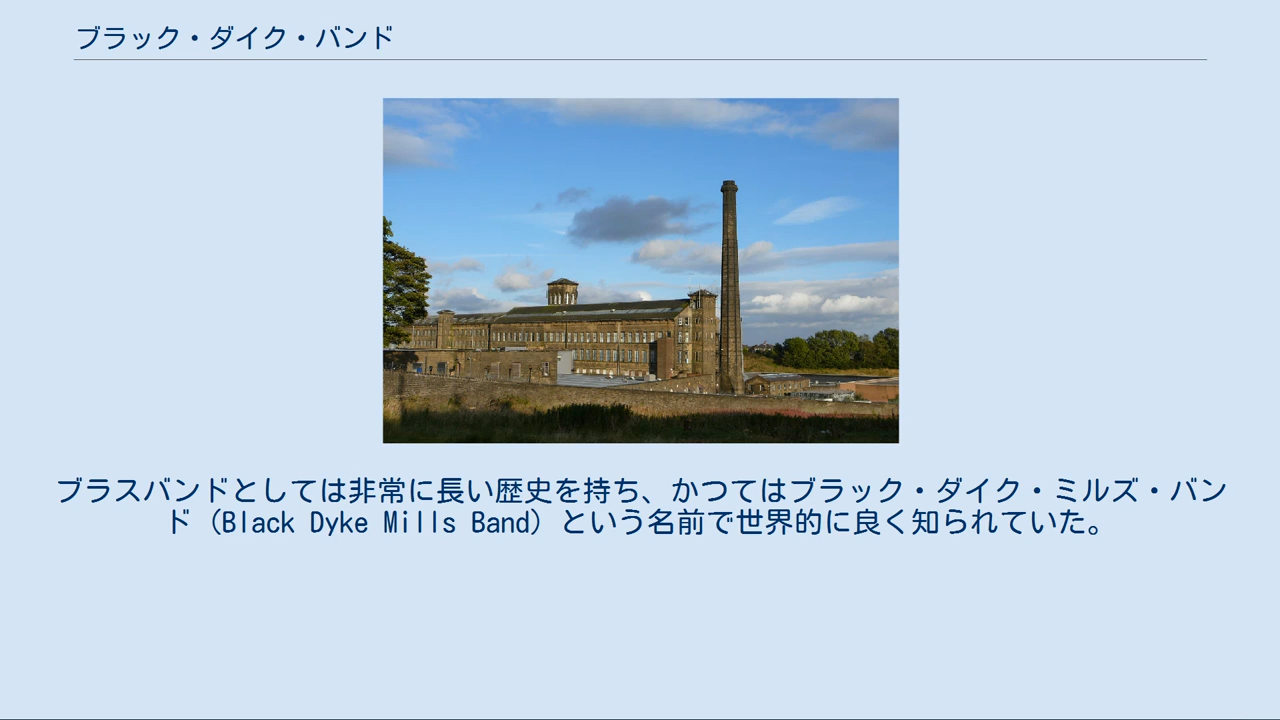 ブラック・ダイク・バンド
ブラスバンドとしては非常に長い歴史を持ち、かつてはブラック・ダイク・ミルズ・バン
ド（Black Dyke Mills Band）という名前で世界的に良く知られていた。